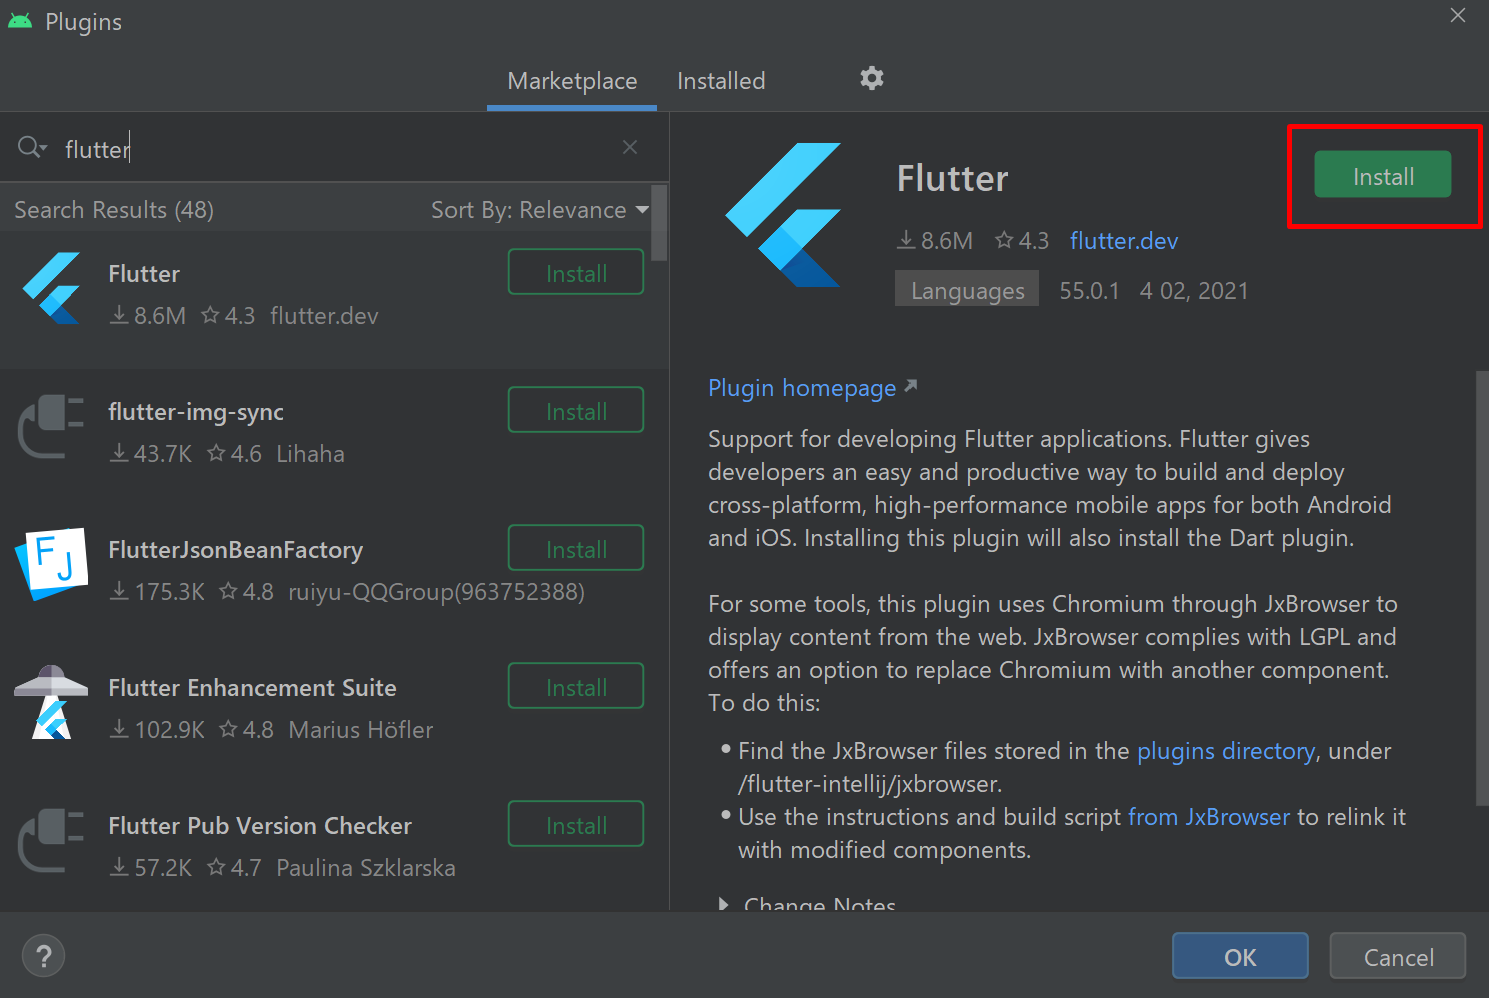 Plugins
Marketplace Installed
flutter
Search Results (48) Sort By: Relevance
Flutter Install
8.6M 4.3 flutter.dev
flutter-img-sync Install
43.7K 4.6 Lihaha
FlutterJsonBeanFactory Install
175.3K 4.8 ruiyu-QQGroup(963752388)
Flutter Enhancement Suite Install
102.9K 4.8 Marius Höfler
Flutter Pub Version Checker Install
57.2K 4.7 Paulina Szklarska
Flutter Install
8.6M 4.3 flutter.dev
Languages 55.0.1 4 02, 2021
Plugin homepage
Support for developing Flutter applications. Flutter gives
developers an easy and productive way to build and deploy
cross-platform, high-performance mobile apps for both Android
and iOS. Installing this plugin will also install the Dart plugin.
For some tools, this plugin uses Chromium through JxBrowser to
display content from the web. JxBrowser complies with LGPL and
offers an option to replace Chromium with another component.
To do this:
• Find the JxBrowser files stored in the plugins directory, under
/flutter-intellij/jxbrowser.
• Use the instructions and build script from JxBrowser to relink it
with modified components.
Change Notes
? OK Cancel
F J